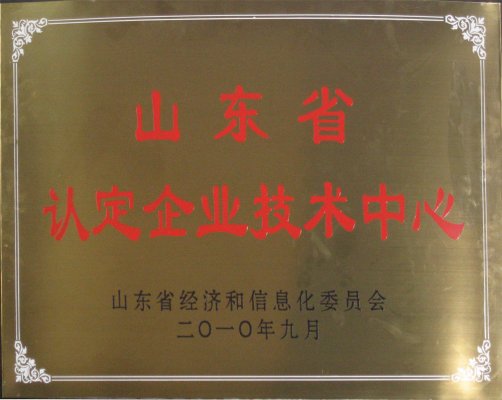 山东省
认定企业技术中心
山东省经济和信息化委员会
二〇一〇年九月